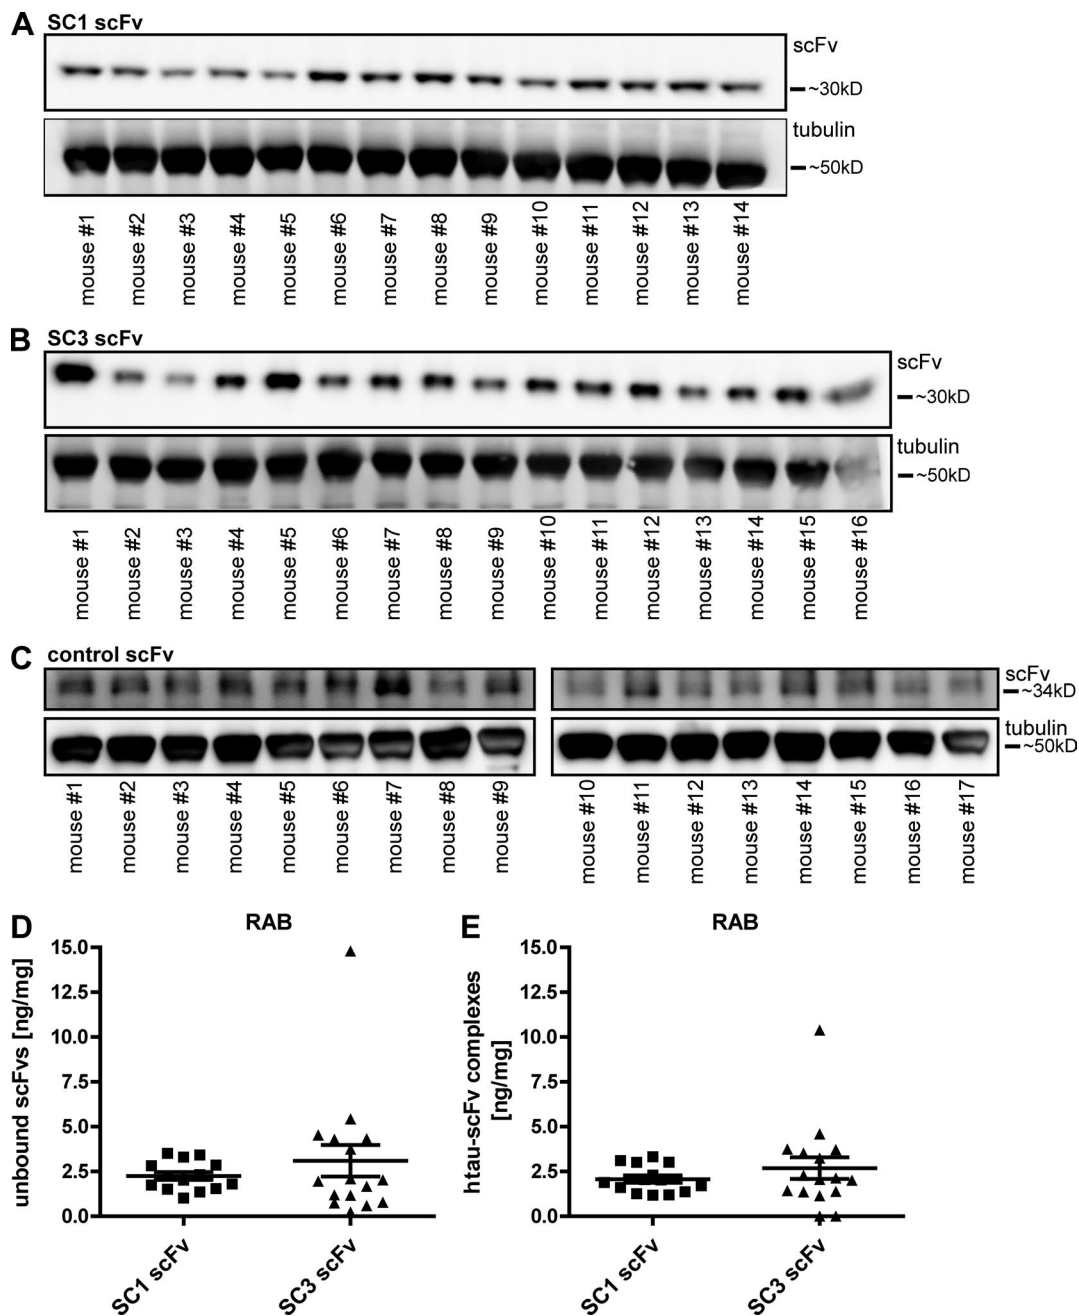 A SC1 scFv
scFv
~30kD
tubulin
~50kD
mouse #1
mouse #2
mouse #3
mouse #4
mouse #5
mouse #6
mouse #7
mouse #8
mouse #9
mouse #10
mouse #11
mouse #12
mouse #13
mouse #14
B SC3 scFv
scFv
~30kD
tubulin
~50kD
mouse #1
mouse #2
mouse #3
mouse #4
mouse #5
mouse #6
mouse #7
mouse #8
mouse #9
mouse #10
mouse #11
mouse #12
mouse #13
mouse #14
mouse #15
mouse #16
C control scFv
scFv
~34kD
tubulin
~50kD
mouse #1
mouse #2
mouse #3
mouse #4
mouse #5
mouse #6
mouse #7
mouse #8
mouse #9
mouse #10
mouse #11
mouse #12
mouse #13
mouse #14
mouse #15
mouse #16
mouse #17
D RAB
unbound scFvs [ng/mg]
15.0
12.5
10.0
7.5
5.0
2.5
0.0
SC1 scFv
SC3 scFv
E RAB
htau-scFv complexes
[ng/mg]
15.0
12.5
10.0
7.5
5.0
2.5
0.0
SC1 scFv
SC3 scFv